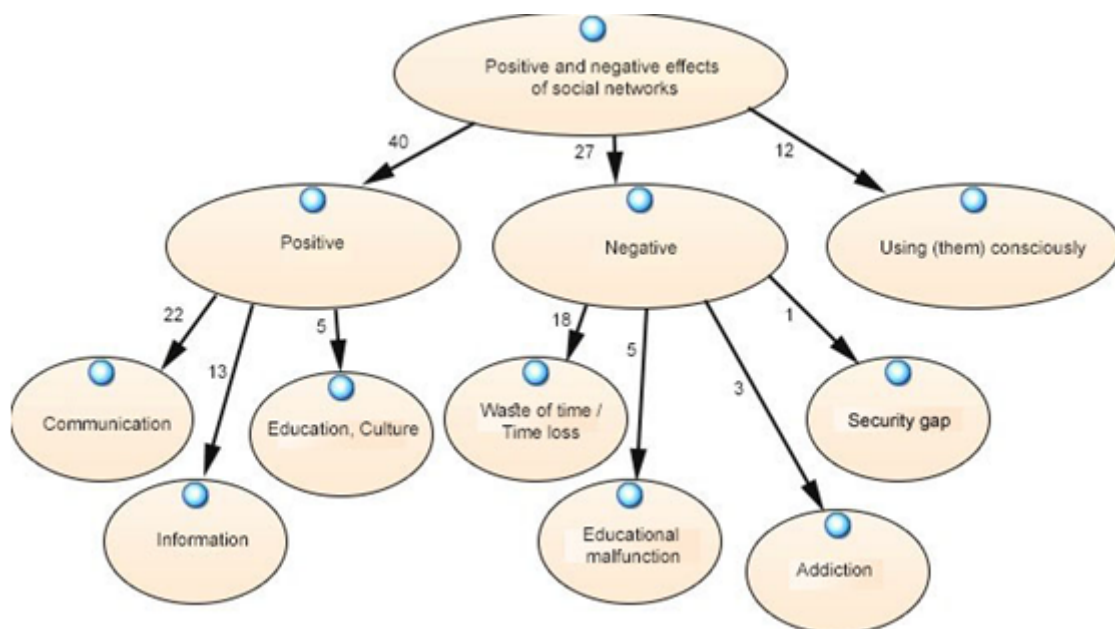 Positive and negative effects
of social networks
40
27
12
Positive
Negative
Using (them) consciously
22
13
5
18
5
3
1
Communication
Education, Culture
Waste of time /
Time loss
Security gap
Information
Educational
malfunction
Addiction